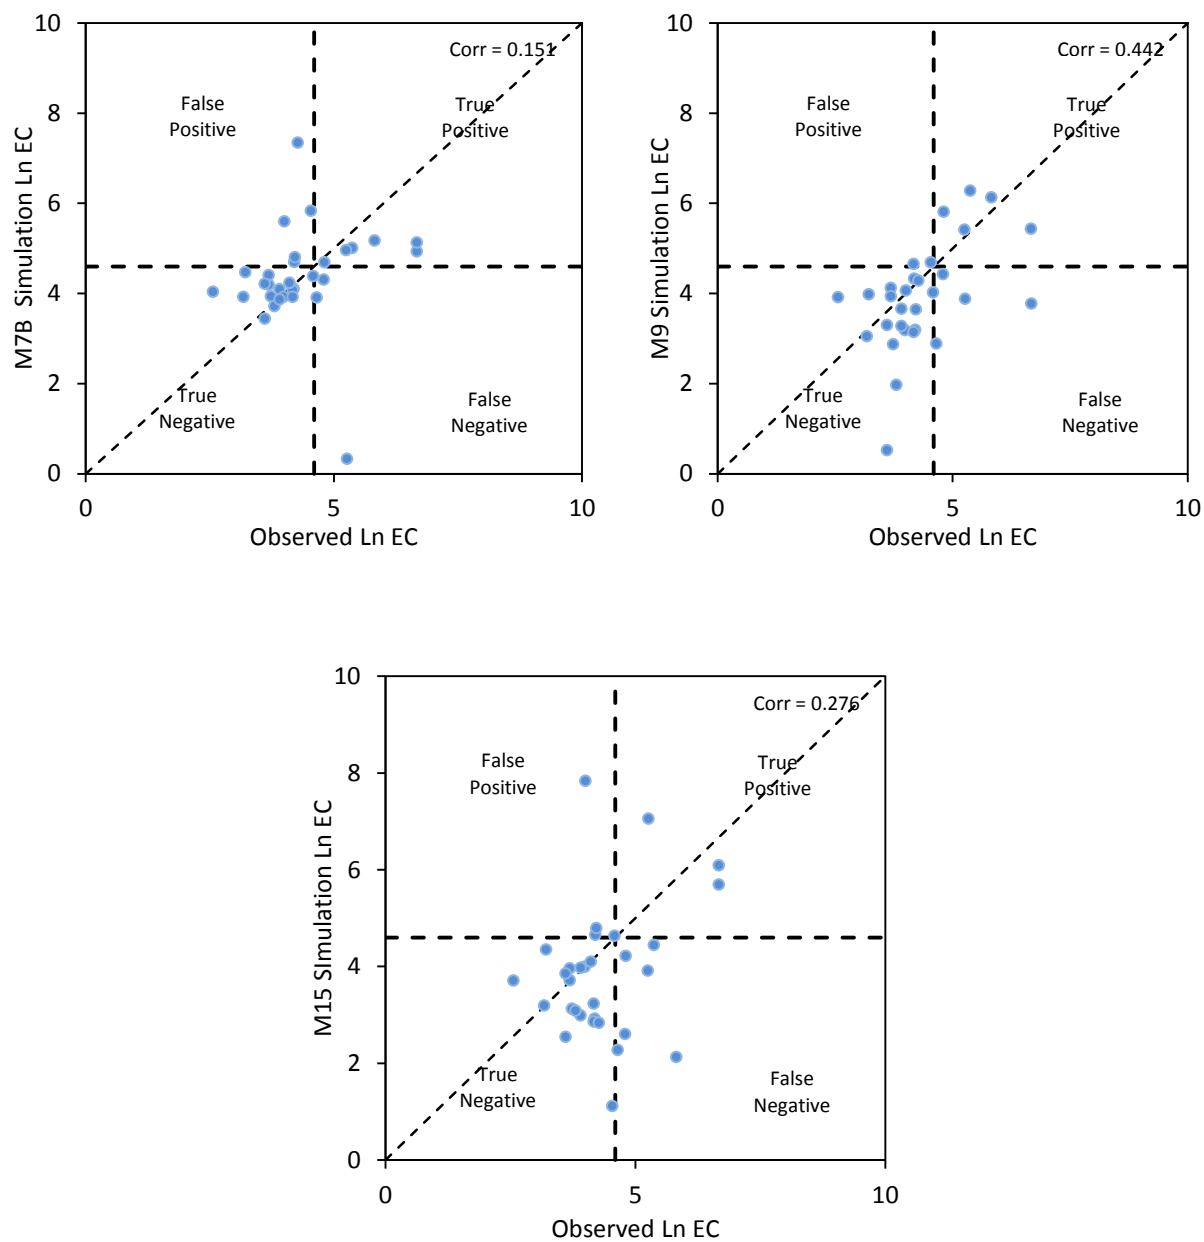 10
Corr = 0.151
8
False
Positive
True
Positive
6
4
2
True
Negative
False
Negative
0
0
5
10
M7B Simulation Ln EC
Observed Ln EC
10
Corr = 0.442
8
False
Positive
True
Positive
6
4
2
True
Negative
False
Negative
0
0
5
10
M9 Simulation Ln EC
Observed Ln EC
10
Corr = 0.276
8
False
Positive
True
Positive
6
4
2
True
Negative
False
Negative
0
0
5
10
M15 SImulation Ln EC
Observed Ln EC